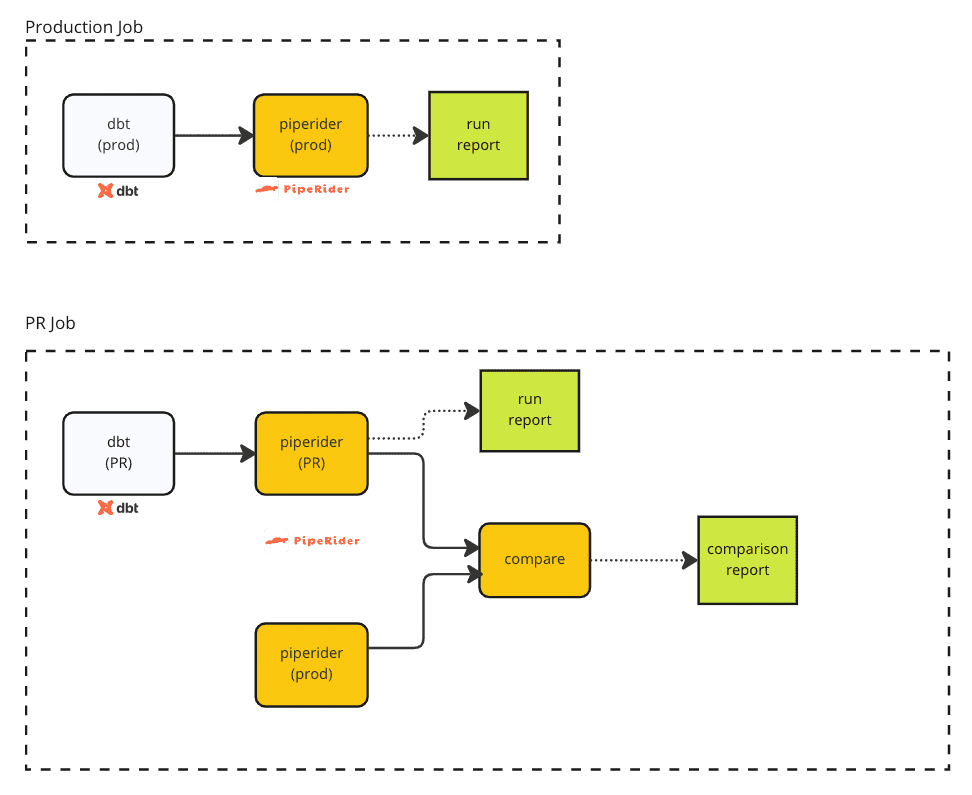 Production Job
dbt
(prod)
piperider
(prod)
run
report
dbt
PipeRider
PR Job
dbt
(PR)
piperider
(PR)
run
report
dbt
PipeRider
compare
comparison
report
piperider
(prod)